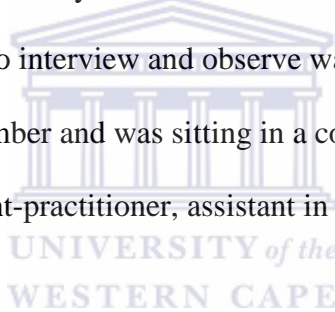 o interview and observe wa
mber and was sitting in a co
nt-practitioner, assistant in
UNIVERSITY of the
WESTERN CAPE